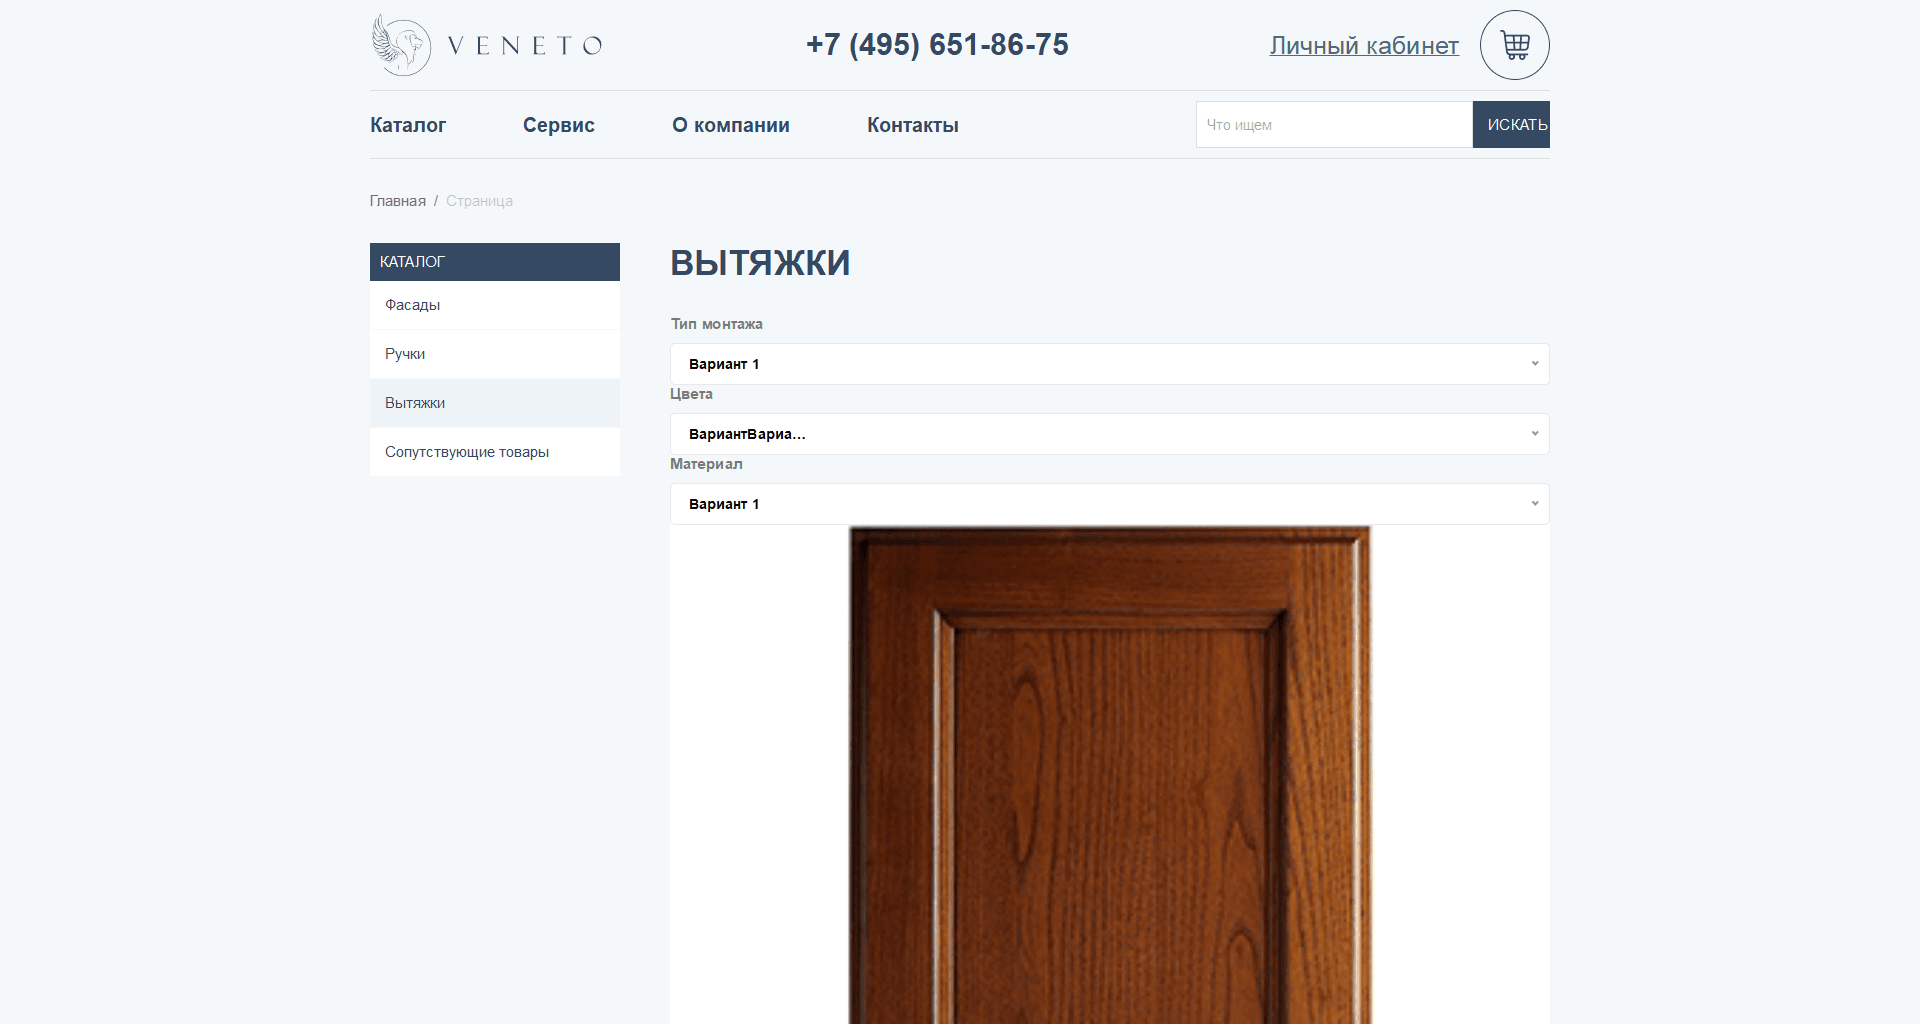 VENETO
+7 (495) 651-86-75
Личный кабинет
Каталог
Сервис
О компании
Контакты
Что ищем
ИСКАТЬ
Главная / Страница
КАТАЛОГ
Фасады
Ручки
Вытяжки
Сопутствующие товары
ВЫТЯЖКИ
Тип монтажа
Вариант 1
Цвета
ВариантВариа...
Материал
Вариант 1